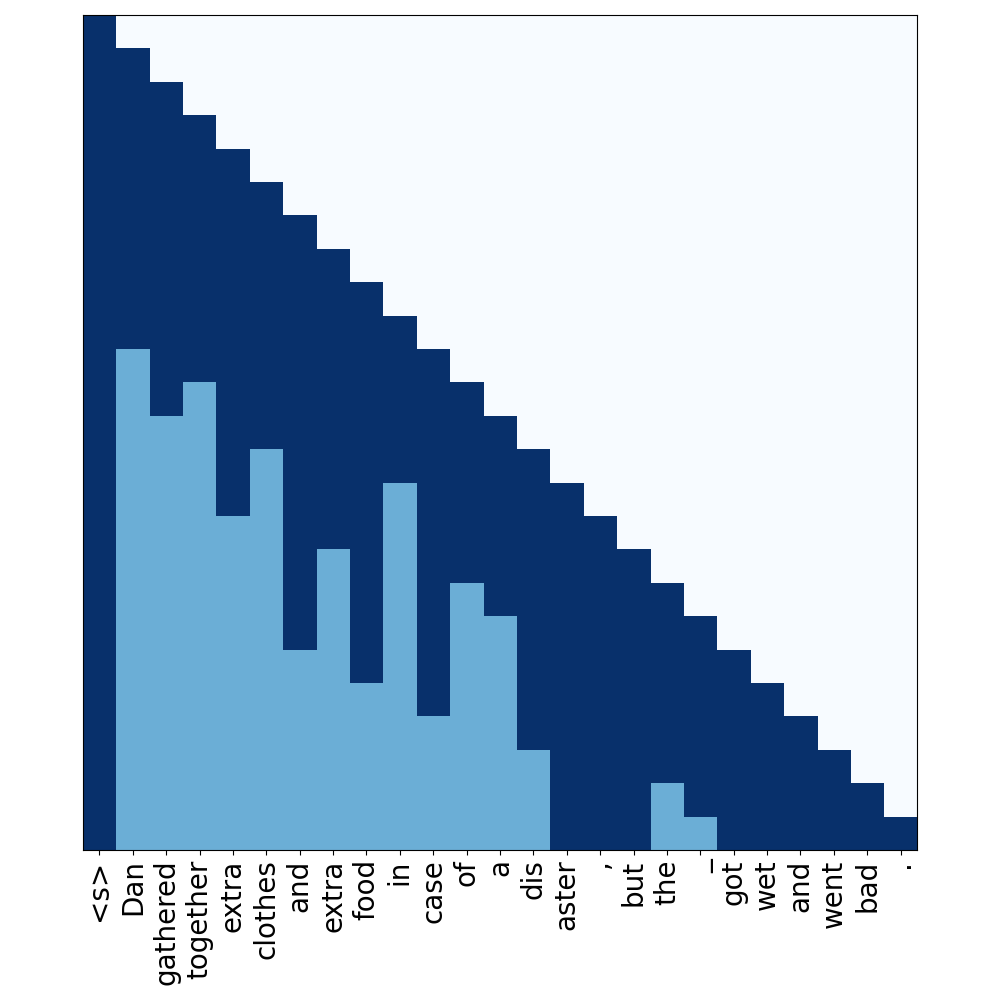 <s>
Dan
gathered
together
extra
clothes
and
extra
food
in
case
of
a
dis
aster
,
but
the
_
got
wet
and
went
bad
.